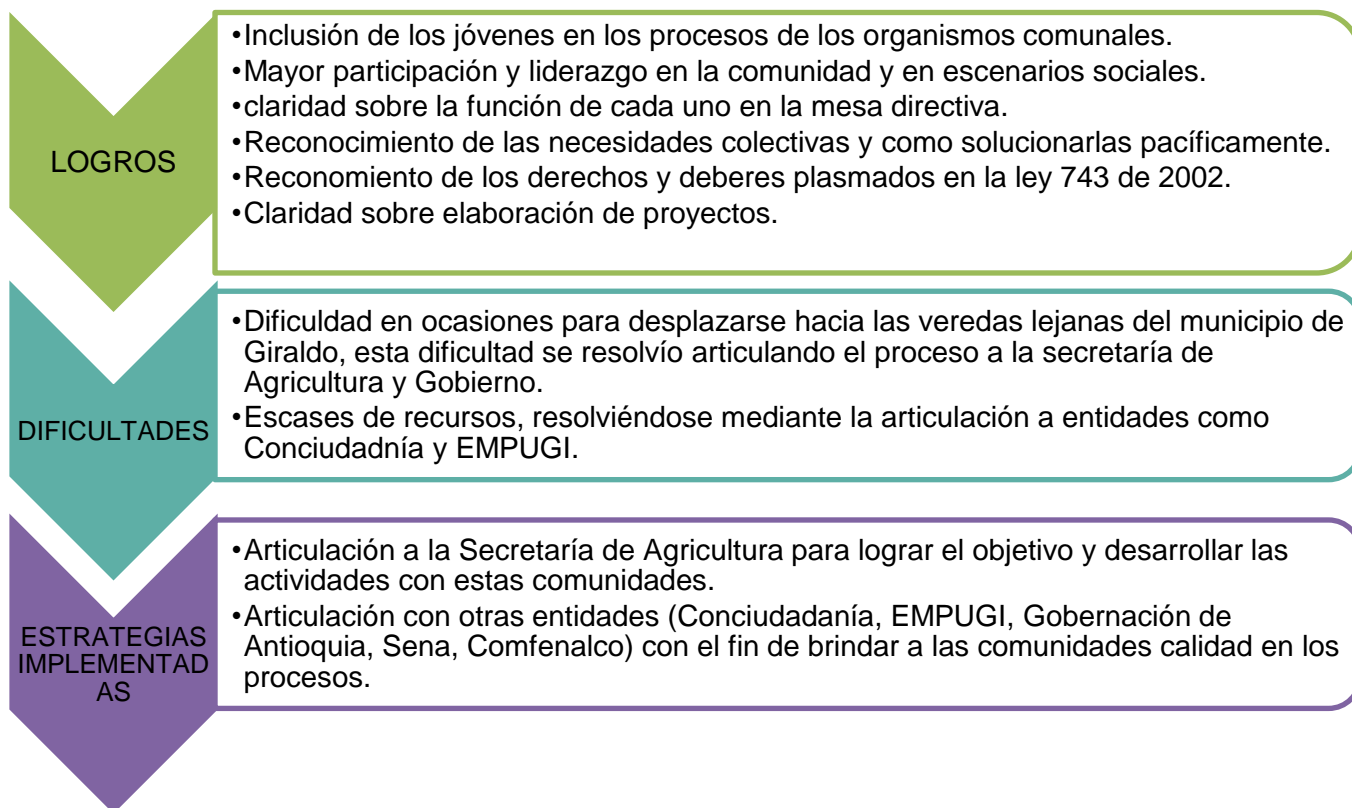 LOGROS
•Inclusión de los jóvenes en los procesos de los organismos comunales.
•Mayor participación y liderazgo en la comunidad y en escenarios sociales.
•claridad sobre la función de cada uno en la mesa directiva.
•Reconocimiento de las necesidades colectivas y como solucionarlas pacíficamente.
•Reconomiento de los derechos y deberes plasmados en la ley 743 de 2002.
•Claridad sobre elaboración de proyectos.
DIFICULTADES
•Dificuldad en ocasiones para desplazarse hacia las veredas lejanas del municipio de
Giraldo, esta dificultad se resolvío articulando el proceso a la secretaría de
Agricultura y Gobierno.
•Escases de recursos, resolviéndose mediante la articulación a entidades como
Conciudadnía y EMPUGI.
ESTRATEGIAS
IMPLEMENTAD
AS
•Articulación a la Secretaría de Agricultura para lograr el objetivo y desarrollar las
actividades con estas comunidades.
•Articulación con otras entidades (Conciudadanía, EMPUGI, Gobernación de
Antioquia, Sena, Comfenalco) con el fin de brindar a las comunidades calidad en los
procesos.